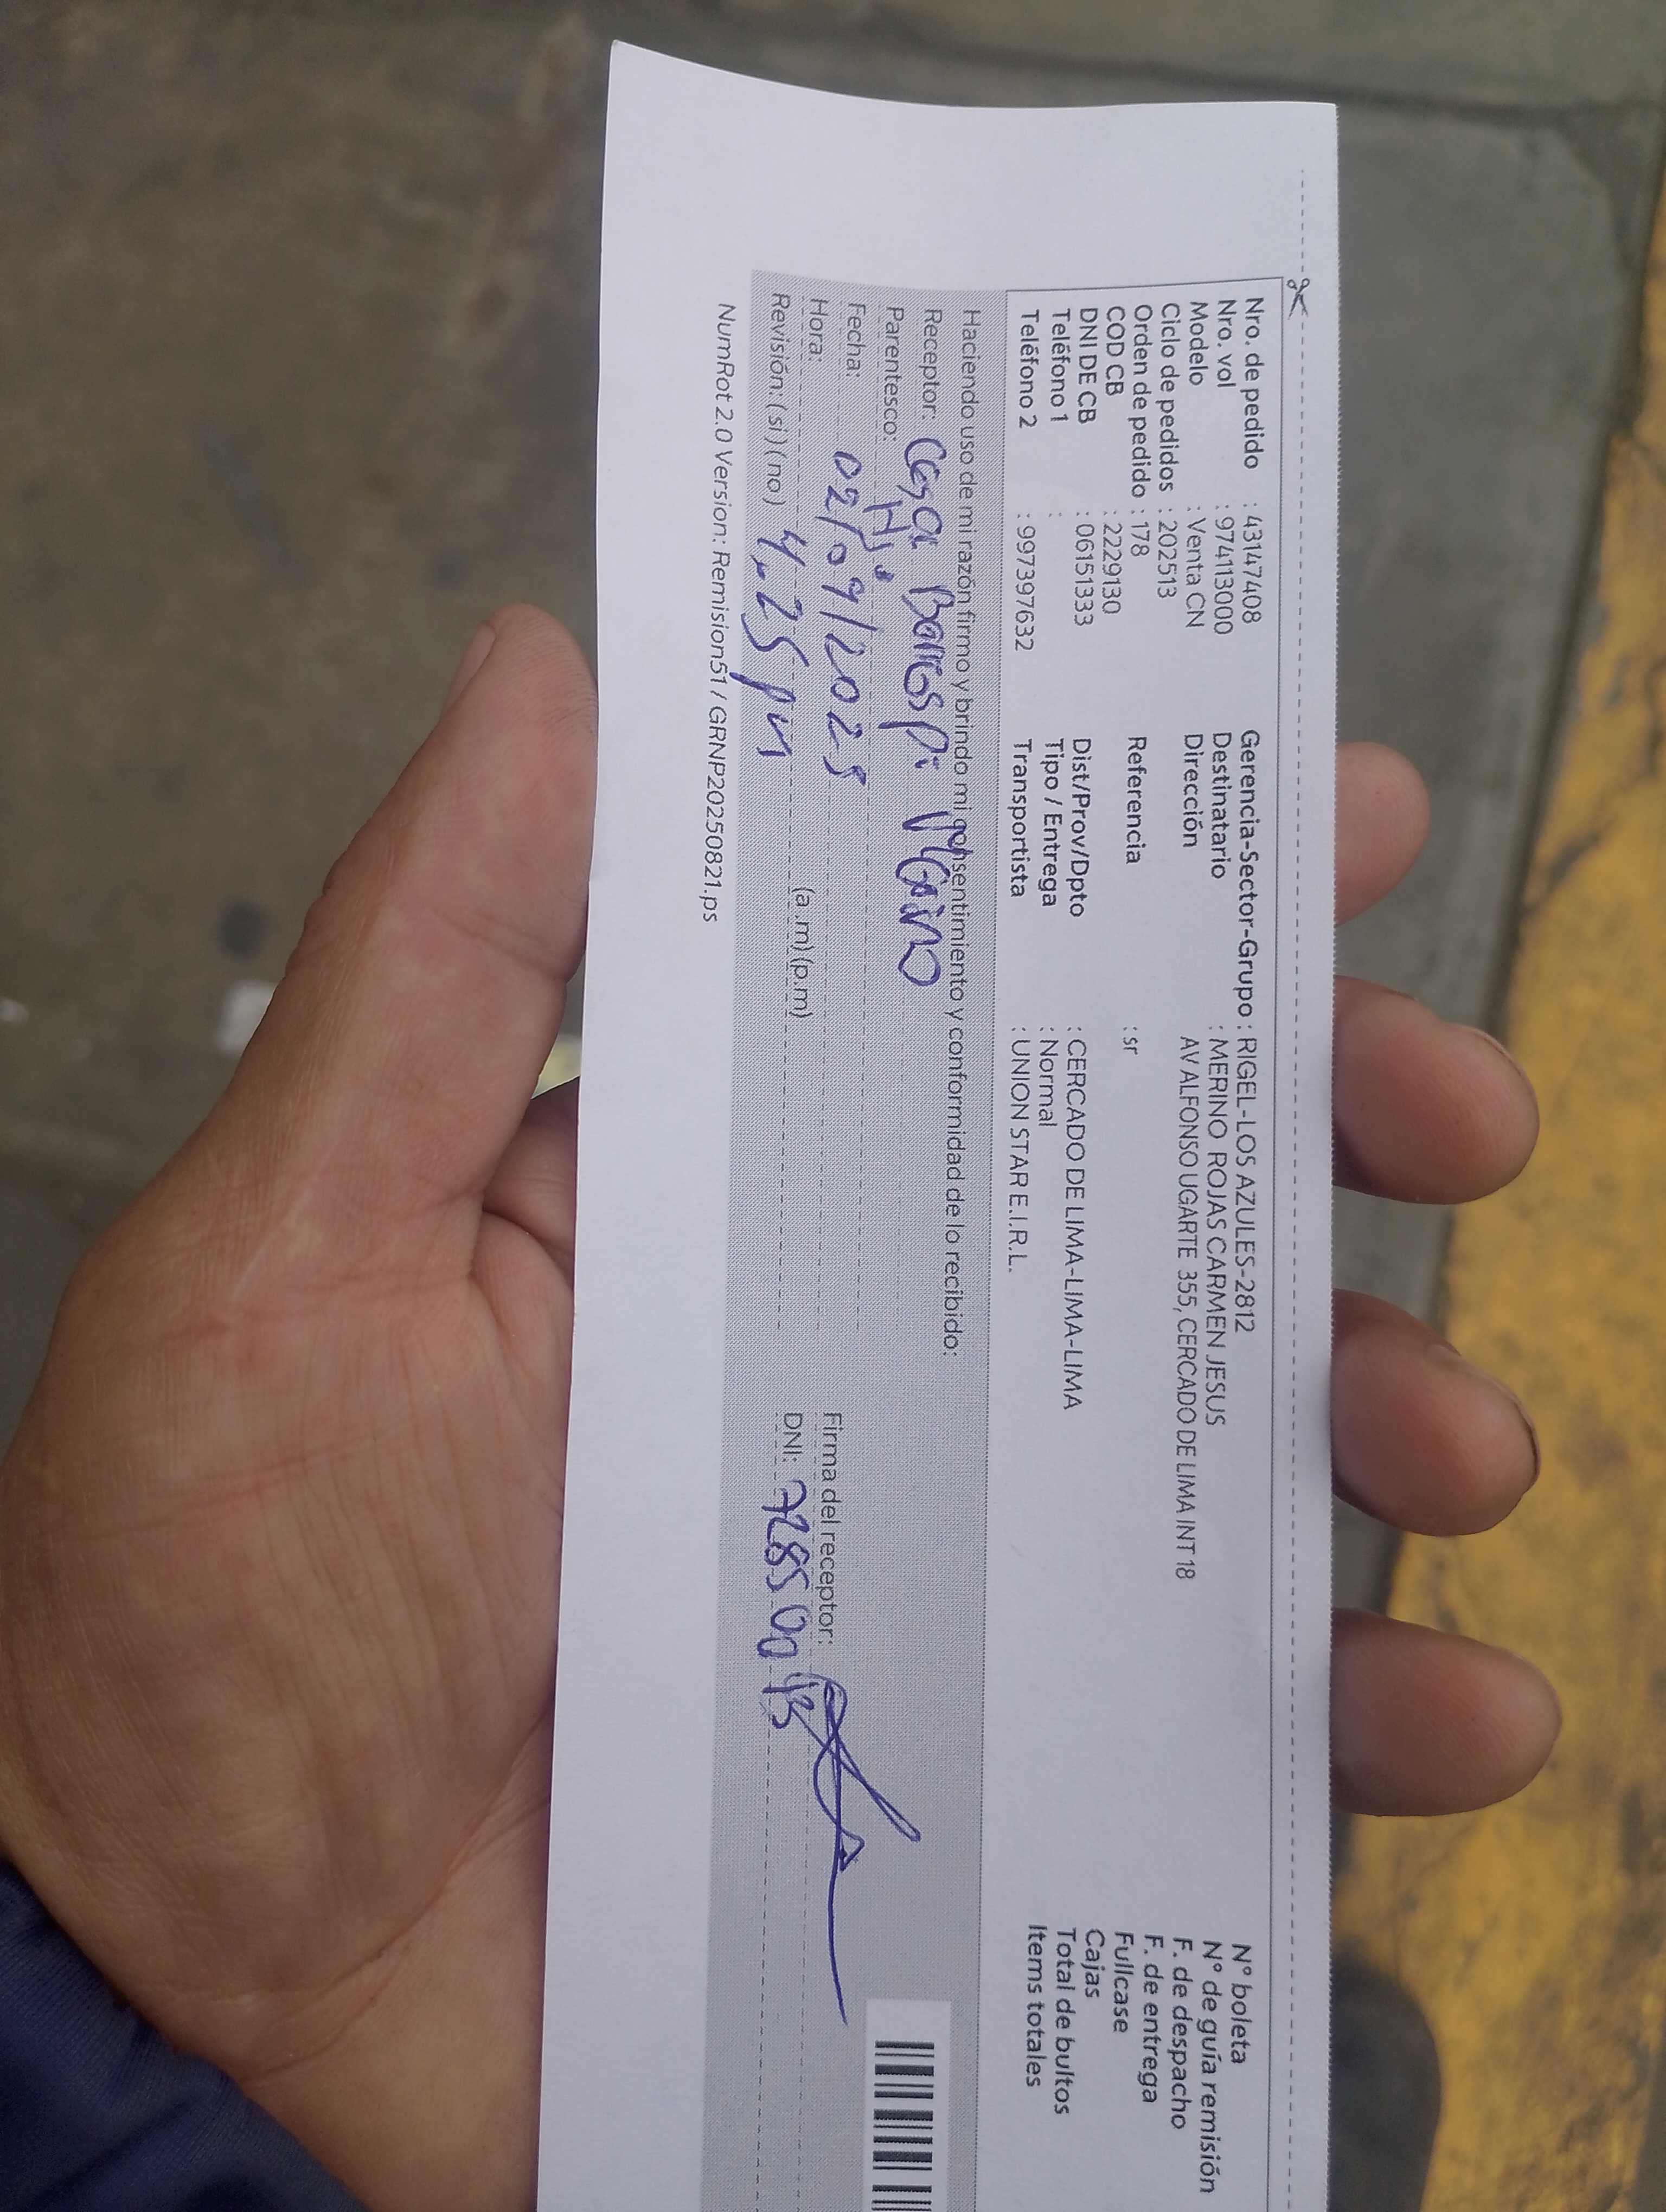 Nro. de pedido : 43147408
Nro. vol : 974113000
Modelo : Venta CN
Ciclo de pedidos : 202513
Orden de pedido : 178
COD CB : 2229130
DNI DE CB : 06151333
Teléfono 1 :
Teléfono 2 : 997397632
Gerencia-Sector-Grupo : RIGEL-LOS AZULES-2812
Destinatario : MERINO ROJAS CARMEN JESUS
Dirección AV ALFONSO UGARTE 355, CERCADO DE LIMA INT 18
Referencia : sr
Dist/Prov/Dpto : CERCADO DE LIMA-LIMA-LIMA
Tipo / Entrega : Normal
Transportista : UNION STAR E.I.R.L.
N° boleta
N° de guía remisión
F. de despacho
F. de entrega
Fullcase
Cajas
Total de bultos
Items totales
Haciendo uso de mi razón firmo y brindo mi consentimiento y conformidad de lo recibido:
Receptor: Cesar
Parentesco: Hijo
Fecha: 02/09/2025
Hora: 4:25 pm (a.m)(p.m)
Revisión: (si) (no)
Firma del receptor:
DNI:
NumRot 2.0 Version: Remision51 / GRNP20250821.ps